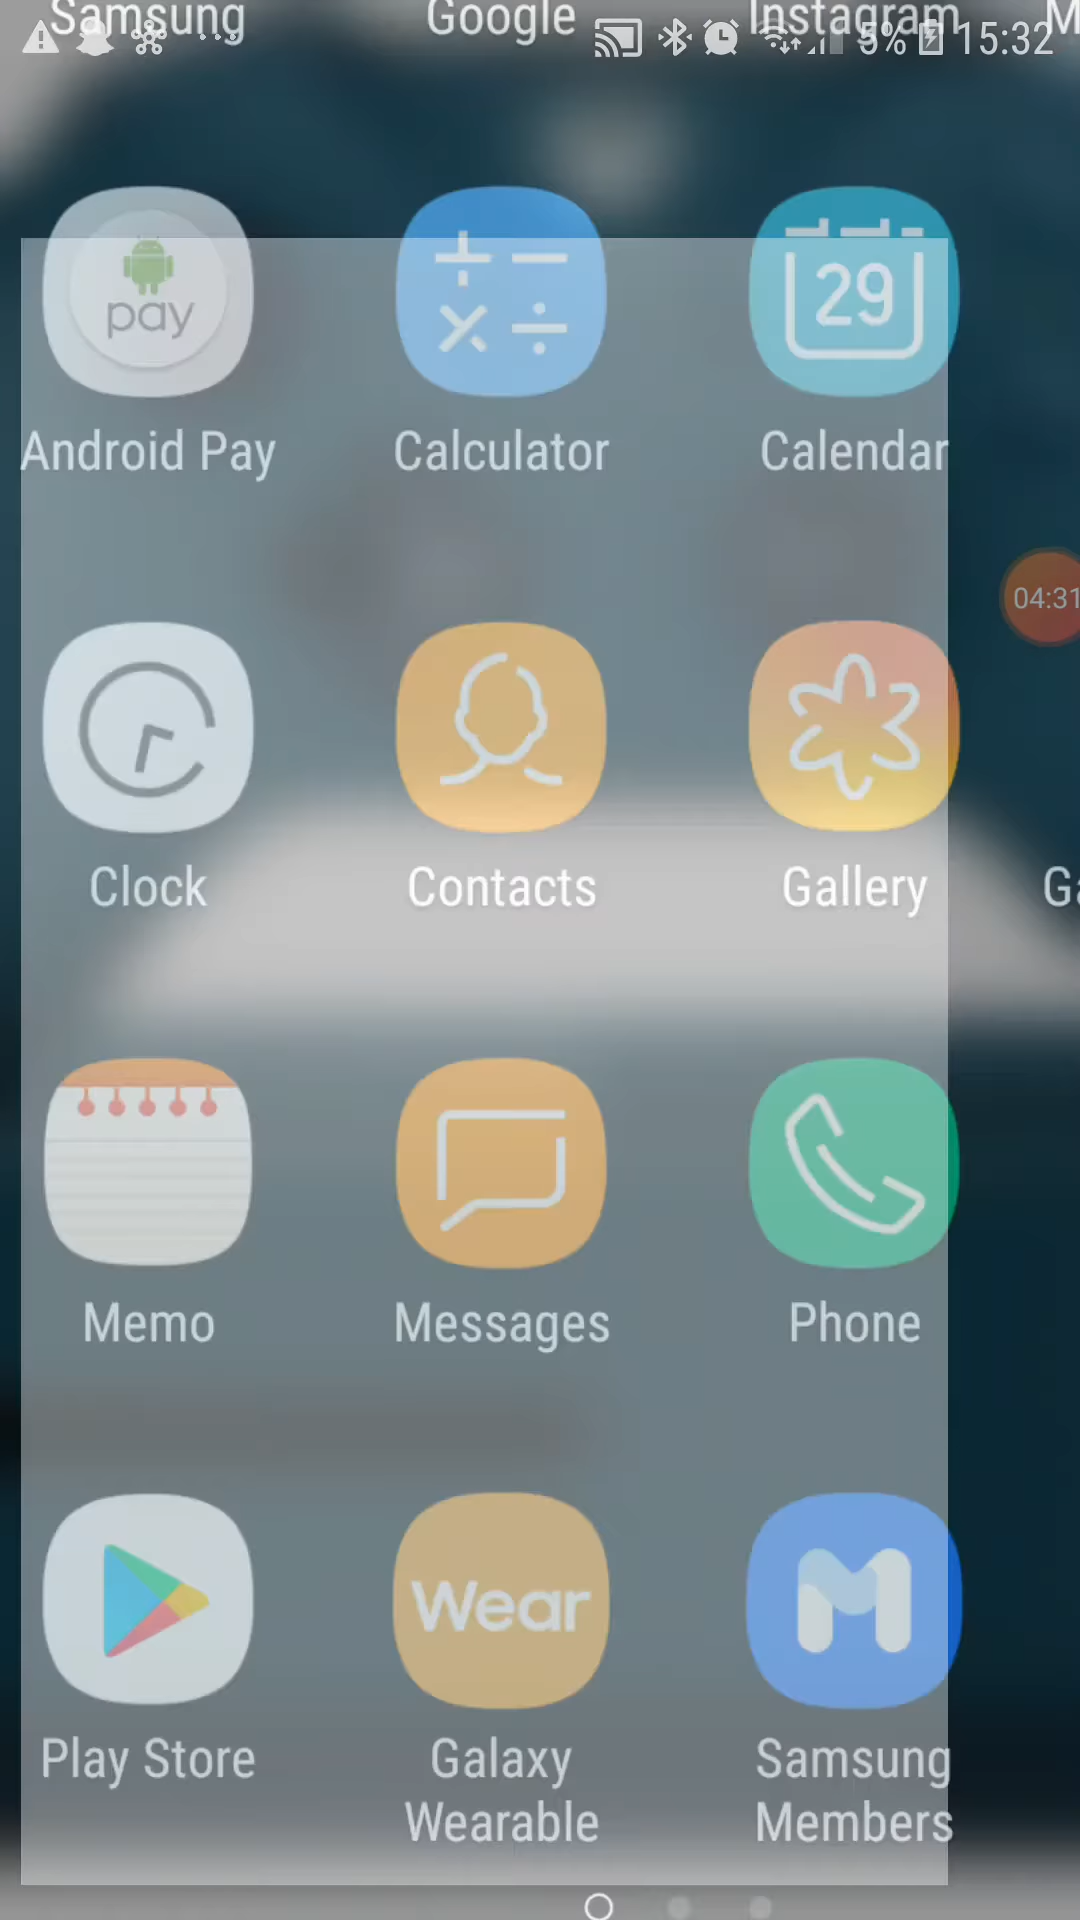 Samsung Google Instagram M
5% 15:32
pay
29
Android Pay Calculator Calendar
04:31
Clock Contacts Gallery Ga
Memo Messages Phone
Wear
Play Store Galaxy Wearable Samsung Members